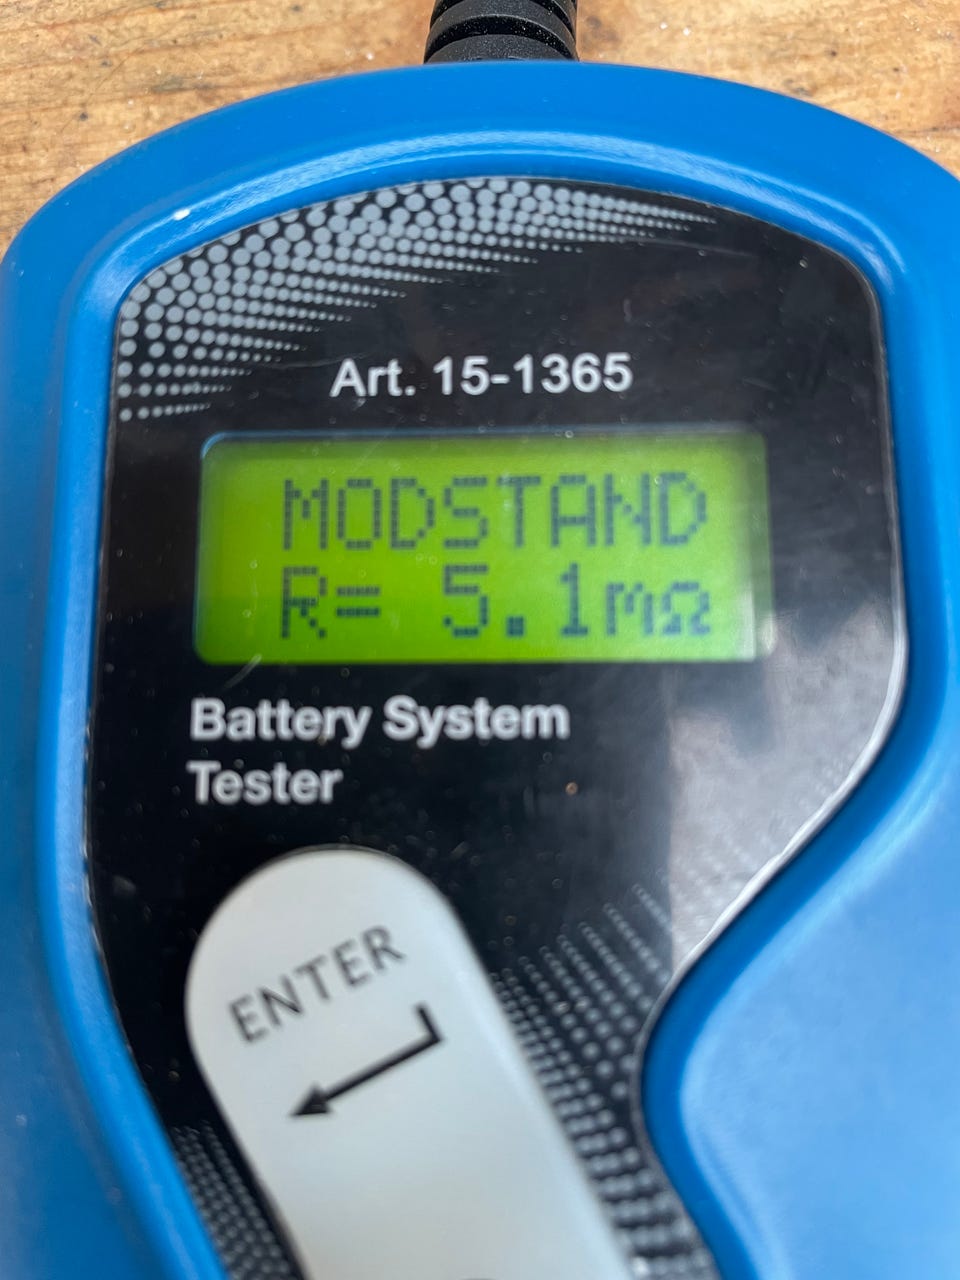 Art. 15-1365
MODSTAND
R= 5.1mΩ
Battery System
Tester
ENTER